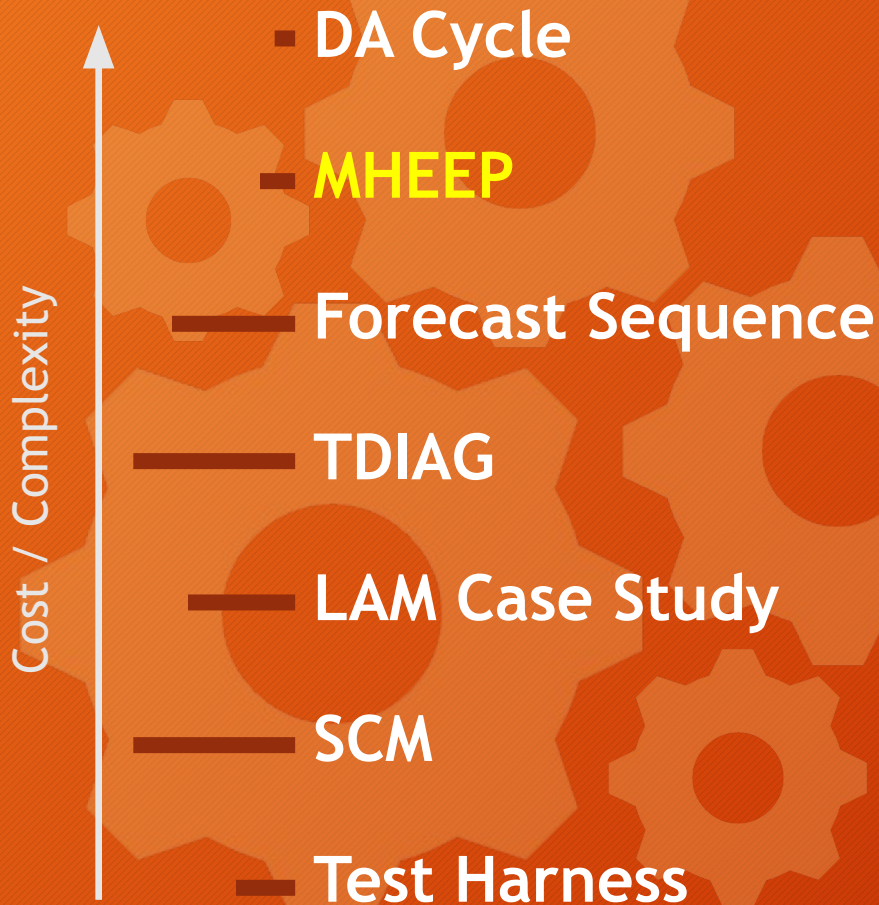 DA Cycle
MHEEP
Forecast Sequence
TDIAG
LAM Case Study
SCM
Test Harness
Cost / Complexity